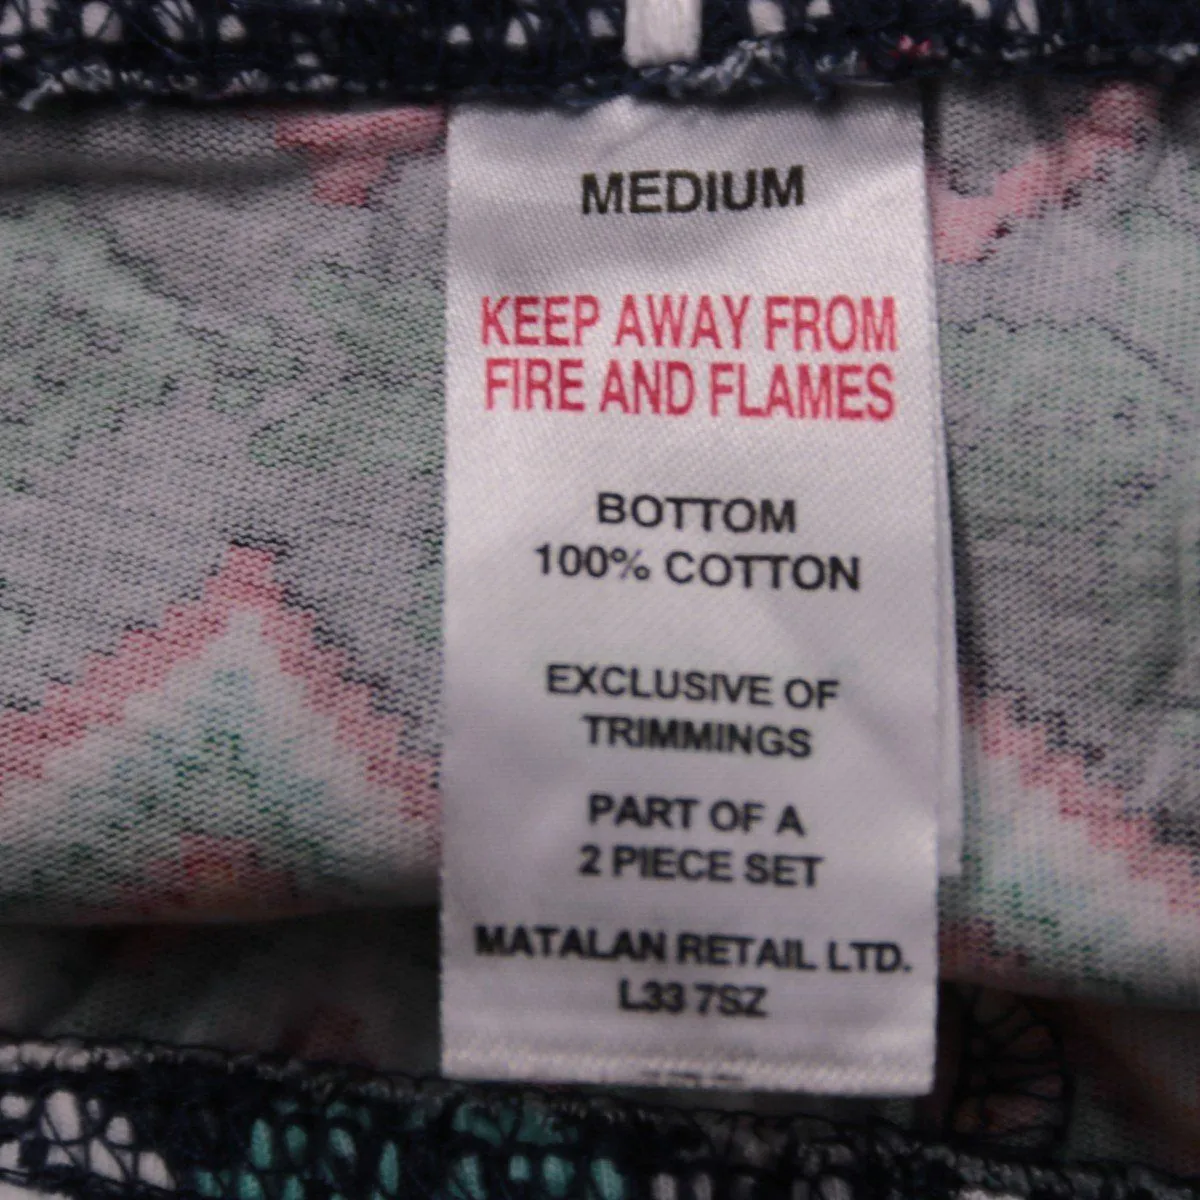 MEDIUM
KEEP AWAY FROM
FIRE AND FLAMES
BOTTOM
100% COTTON
EXCLUSIVE OF
TRIMMINGS
PART OF A
2 PIECE SET
MATALAN RETAIL LTD.
L33 7SZ